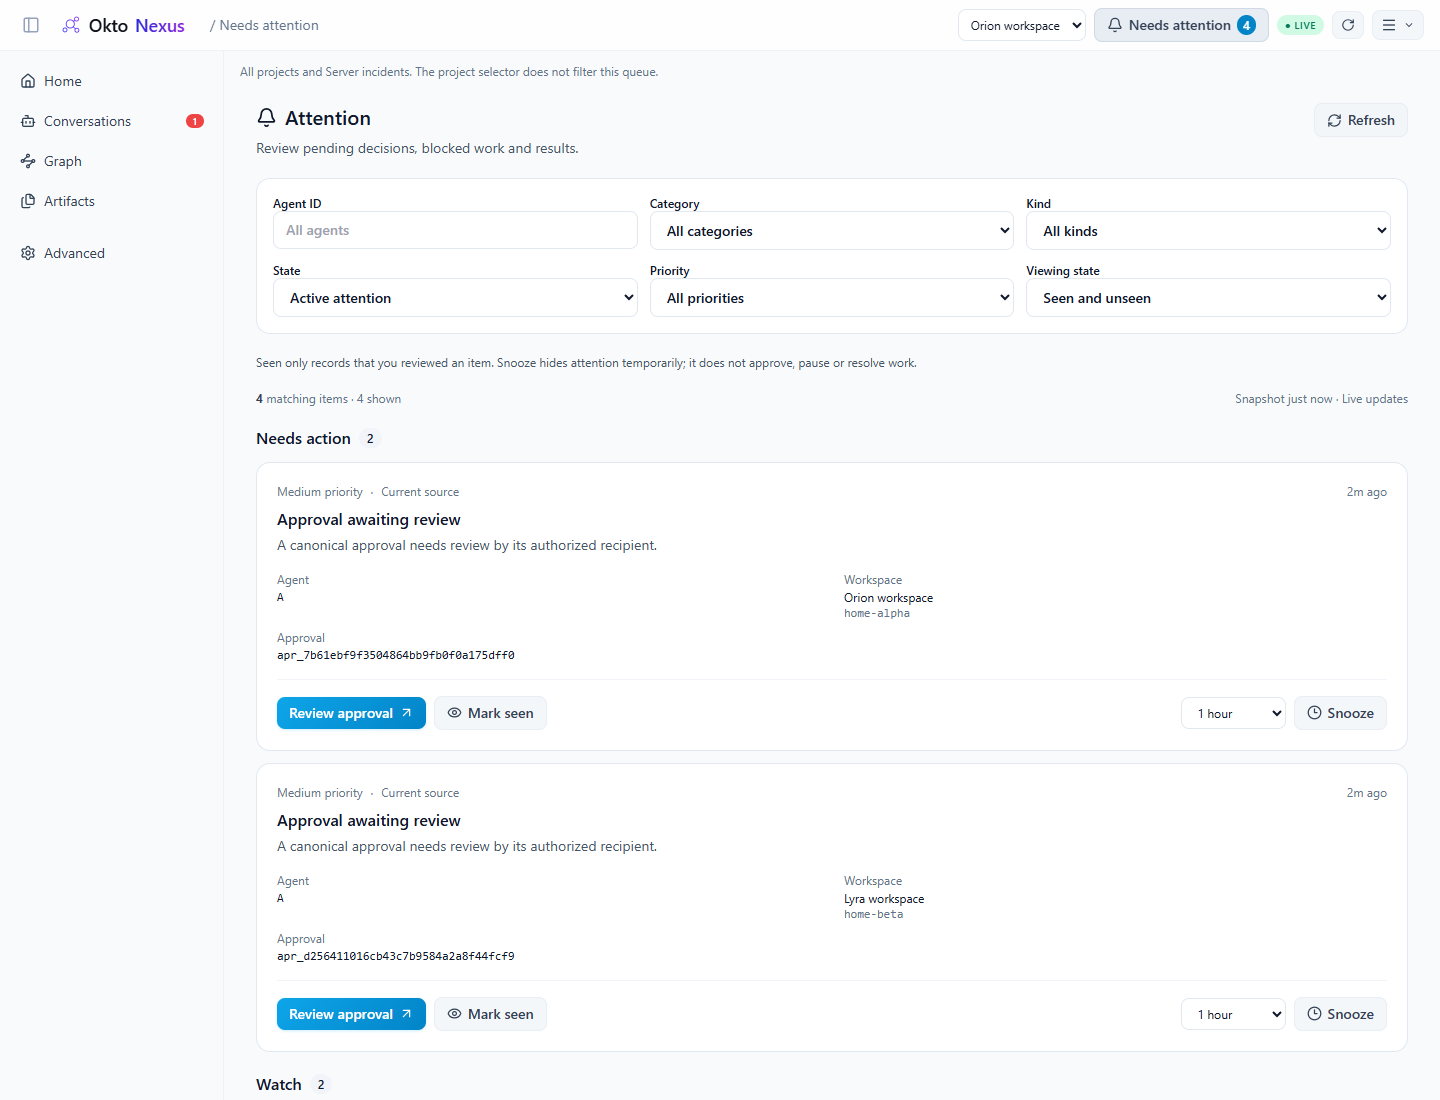 Okto Nexus / Needs attention
Orion workspace
Needs attention 4
LIVE
Home
Conversations 1
Graph
Artifacts
Advanced
All projects and Server incidents. The project selector does not filter this queue.
Attention
Refresh
Review pending decisions, blocked work and results.
Agent ID
All agents
Category
All categories
Kind
All kinds
State
Active attention
Priority
All priorities
Viewing state
Seen and unseen
Seen only records that you reviewed an item. Snooze hides attention temporarily; it does not approve, pause or resolve work.
4 matching items · 4 shown
Snapshot just now · Live updates
Needs action 2
Medium priority · Current source
2m ago
Approval awaiting review
A canonical approval needs review by its authorized recipient.
Agent
A
Workspace
Orion workspace
home-alpha
Approval
apr_7b61ebf9f3504864bb9fb0f0a175dff0
Review approval
Mark seen
1 hour
Snooze
Medium priority · Current source
2m ago
Approval awaiting review
A canonical approval needs review by its authorized recipient.
Agent
A
Workspace
Lyra workspace
home-beta
Approval
apr_d256411016cb43c7b9584a2a8f44fcf9
Review approval
Mark seen
1 hour
Snooze
Watch 2